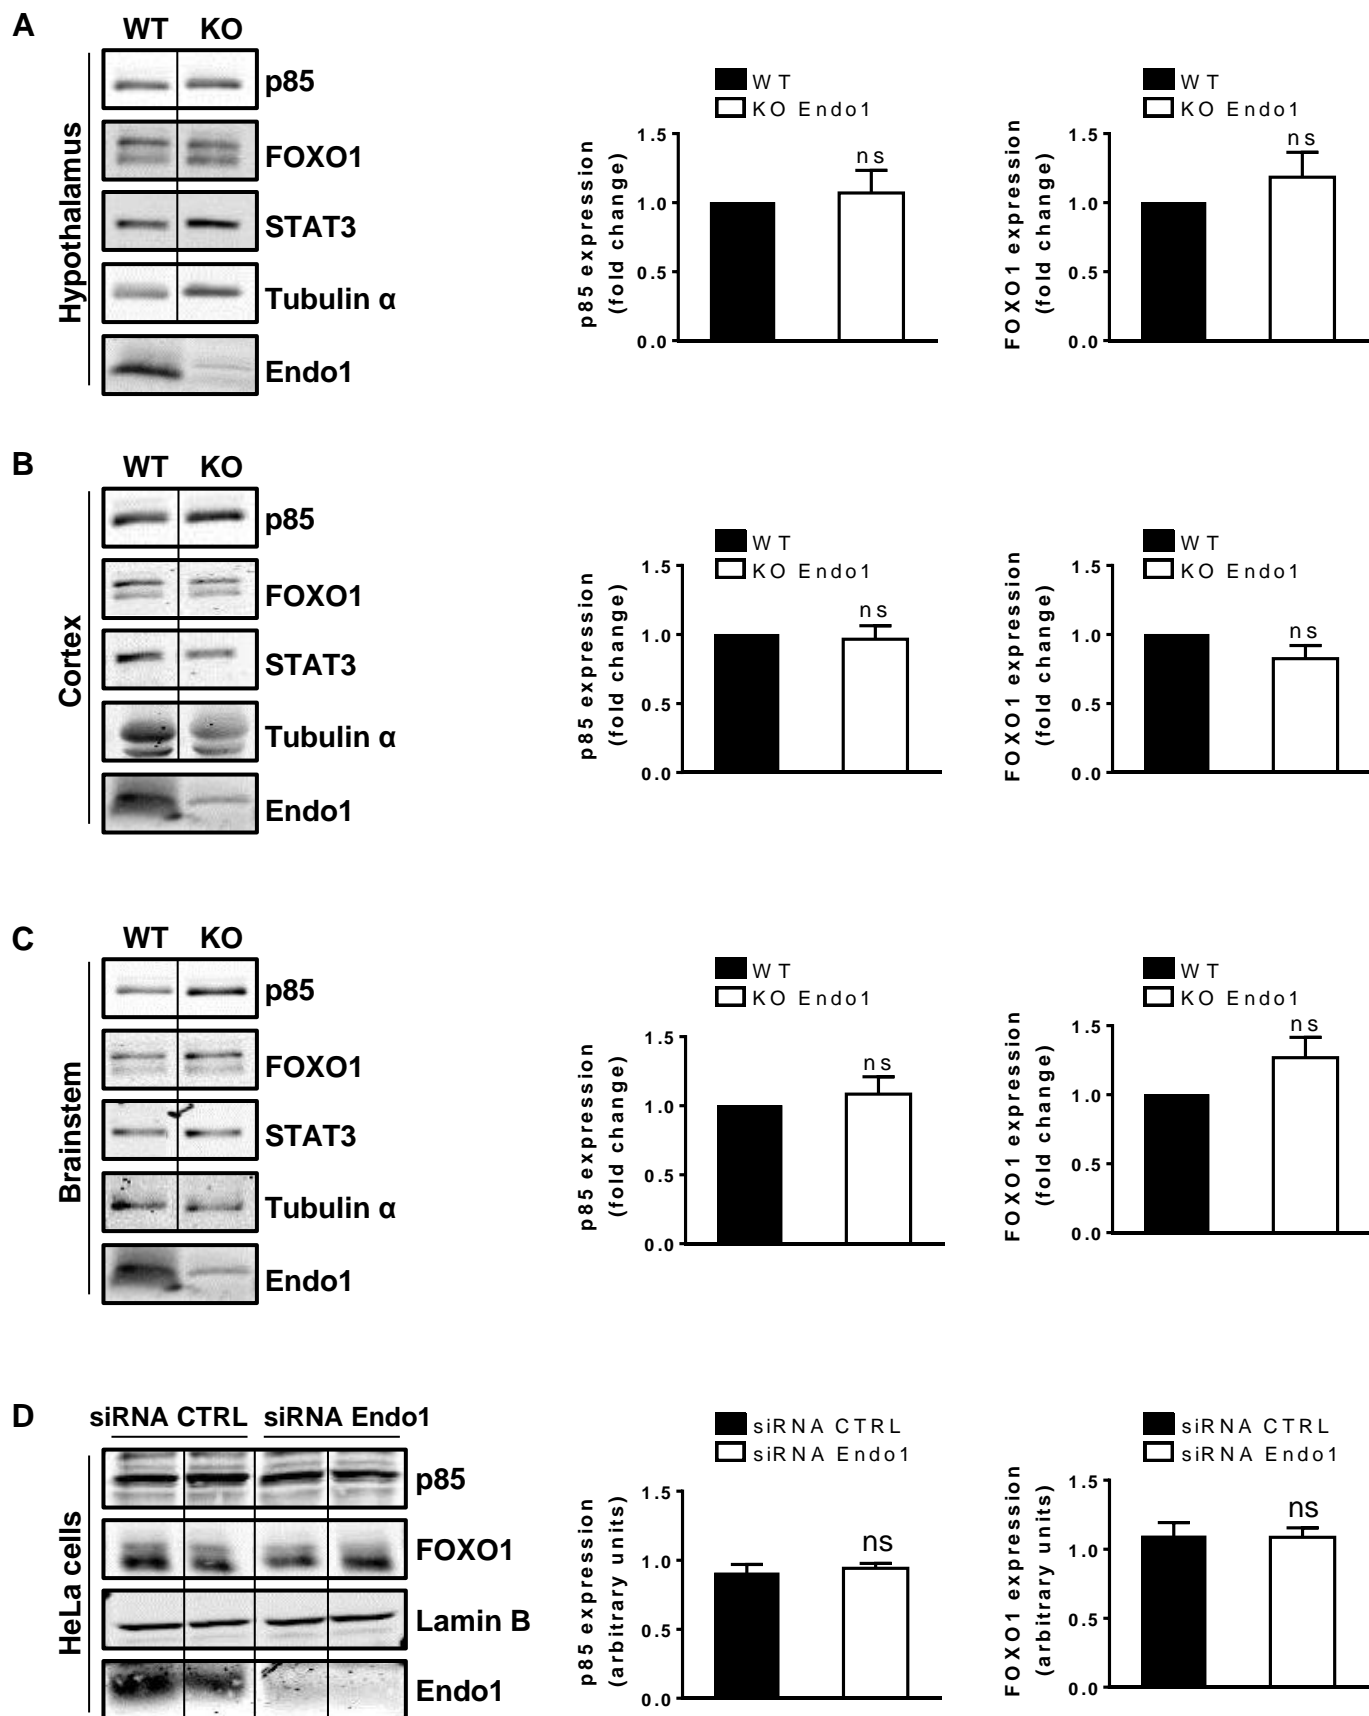 A
WT KO
Hypothalamus
p85
FOXO1
STAT3
Tubulin α
Endo1
WT
KO Endo1
p85 expression
(fold change)
1.5
1.0
0.5
0.0
ns
WT
KO Endo1
FOXO1 expression
(fold change)
1.5
1.0
0.5
0.0
ns
B
WT KO
Cortex
p85
FOXO1
STAT3
Tubulin α
Endo1
WT
KO Endo1
p85 expression
(fold change)
1.5
1.0
0.5
0.0
ns
WT
KO Endo1
FOXO1 expression
(fold change)
1.5
1.0
0.5
0.0
ns
C
WT KO
Brainstem
p85
FOXO1
STAT3
Tubulin α
Endo1
WT
KO Endo1
p85 expression
(fold change)
1.5
1.0
0.5
0.0
ns
WT
KO Endo1
FOXO1 expression
(fold change)
1.5
1.0
0.5
0.0
ns
D
siRNA CTRL siRNA Endo1
HeLa cells
p85
FOXO1
Lamin B
Endo1
siRNA CTRL
siRNA Endo1
p85 expression
(arbitrary units)
1.5
1.0
0.5
0.0
ns
siRNA CTRL
siRNA Endo1
FOXO1 expression
(arbitrary units)
1.5
1.0
0.5
0.0
ns